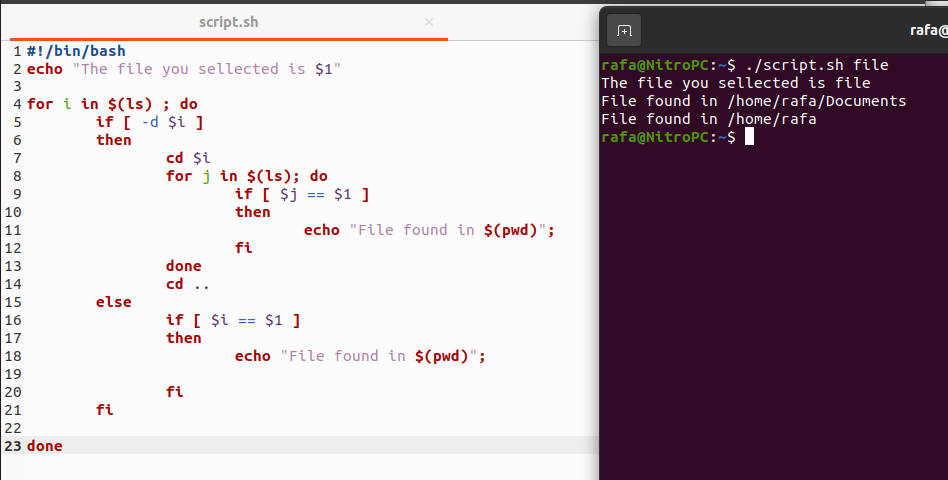 script.sh ×
1 #!/bin/bash
2 echo "The file you sellected is $1"
3
4 for i in $(ls) ; do
5         if [ -d $i ]
6         then
7                 cd $i
8                 for j in $(ls); do
9                         if [ $j == $1 ]
10                         then
11                                 echo "File found in $(pwd)";
12                         fi
13                 done
14                 cd ..
15         else
16                 if [ $i == $1 ]
17                 then
18                         echo "File found in $(pwd)";
19
20                 fi
21         fi
22
23 done
rafa@
rafa@NitroPC:~$ ./script.sh file
The file you sellected is file
File found in /home/rafa/Documents
File found in /home/rafa
rafa@NitroPC:~$